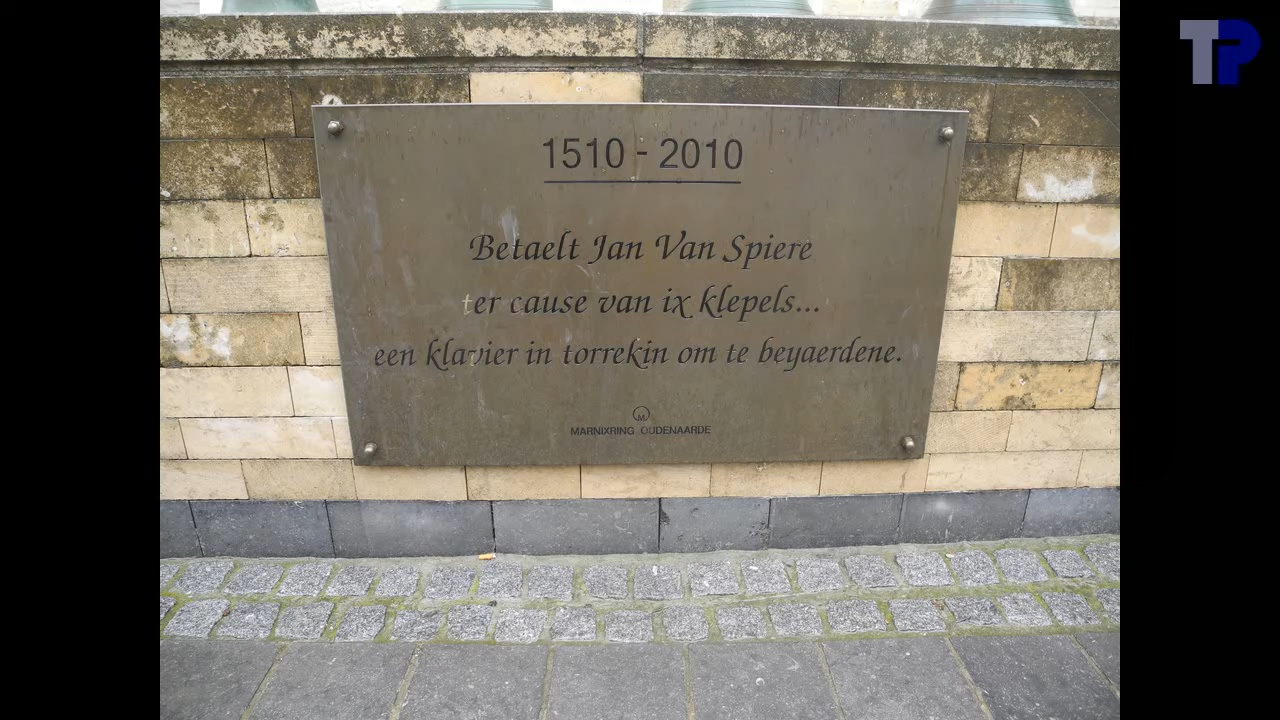 TP
1510 - 2010
Betaelt Jan Van Spiere
ter cause van ix klepels...
een klavier in torrekin om te beyaerdene.
M
MARNIXRING OUDENAARDE